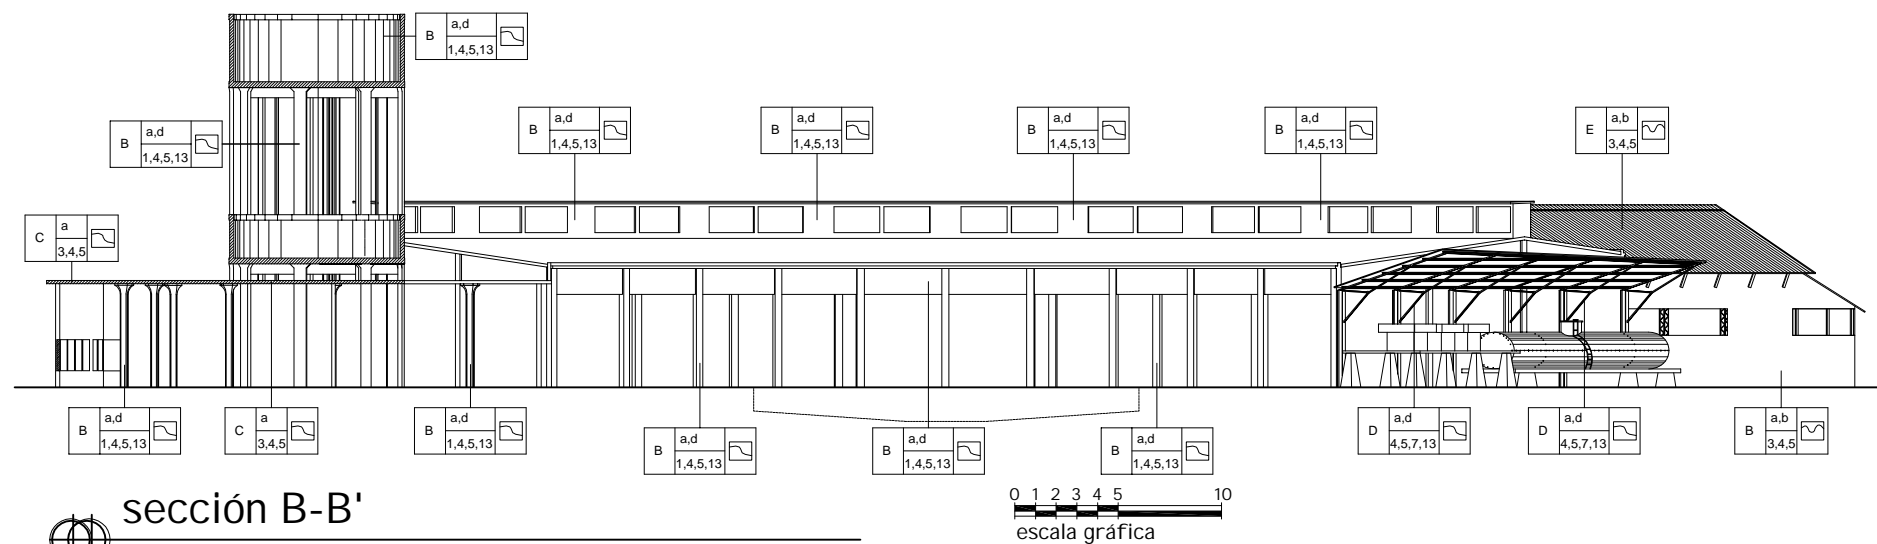 B a,d 1,4,5,13
B a,d 1,4,5,13
B a,d 1,4,5,13
B a,d 1,4,5,13
B a,d 1,4,5,13
B a,d 1,4,5,13
E a,b 3,4,5
C a 3,4,5
B a,d 1,4,5,13
C a 3,4,5
B a,d 1,4,5,13
B a,d 1,4,5,13
B a,d 1,4,5,13
B a,d 1,4,5,13
D a,d 4,5,7,13
D a,d 4,5,7,13
B a,b 3,4,5
sección B-B'
0 1 2 3 4 5 10
escala gráfica